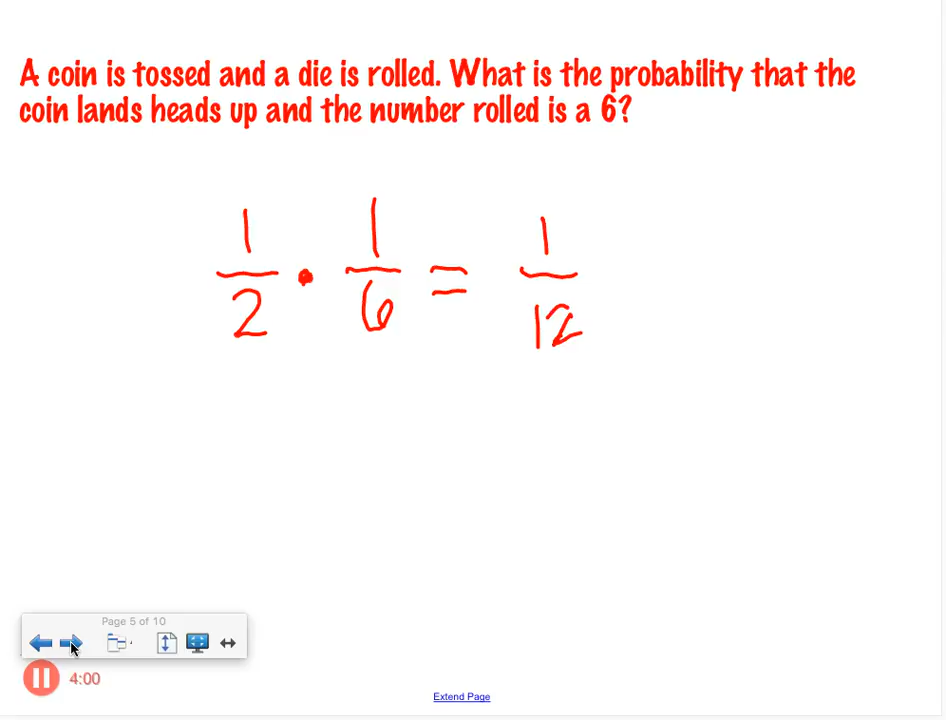 A coin is tossed and a die is rolled. What is the probability that the
coin lands heads up and the number rolled is a 6?
1/2 · 1/6 = 1/12
Page 5 of 10
4:00
Extend Page